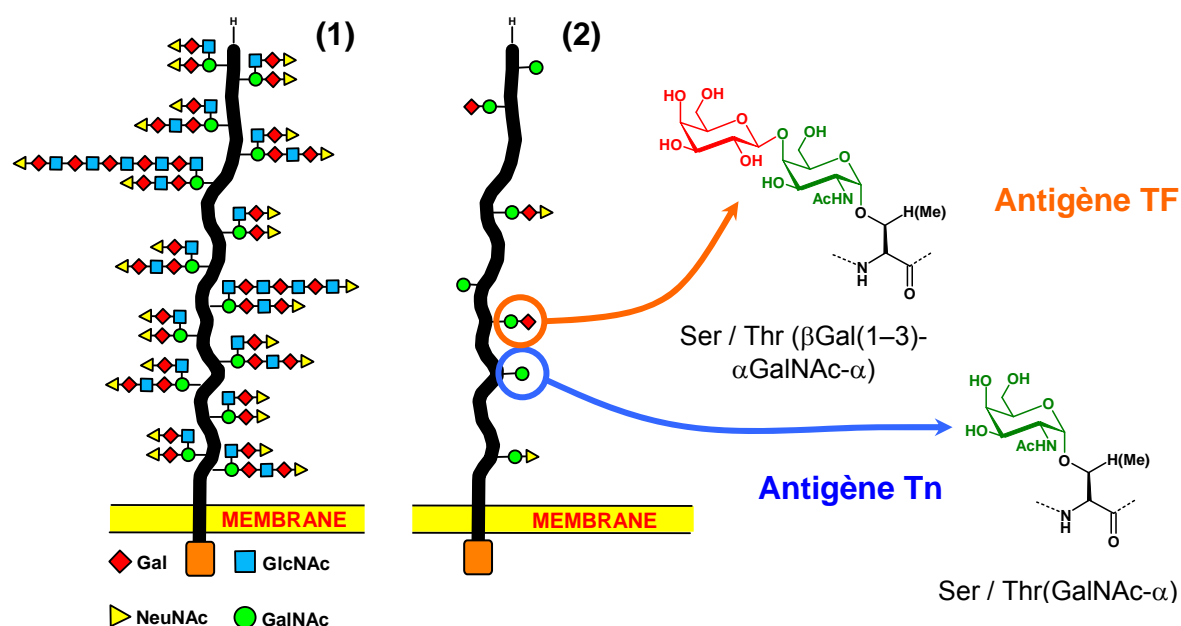 H
(1)
H
(2)
HO
OH
O
HO
OH
OH
O
OH
O
HO
AcHN
O
H(Me)
N
H
O
Antigène TF
Ser / Thr (βGal(1–3)-
αGalNAc-α)
HO
OH
O
HO
AcHN
O
H(Me)
N
H
O
Antigène Tn
MEMBRANE
MEMBRANE
Gal
GlcNAc
NeuNAc
GalNAc
Ser / Thr(GalNAc-α)